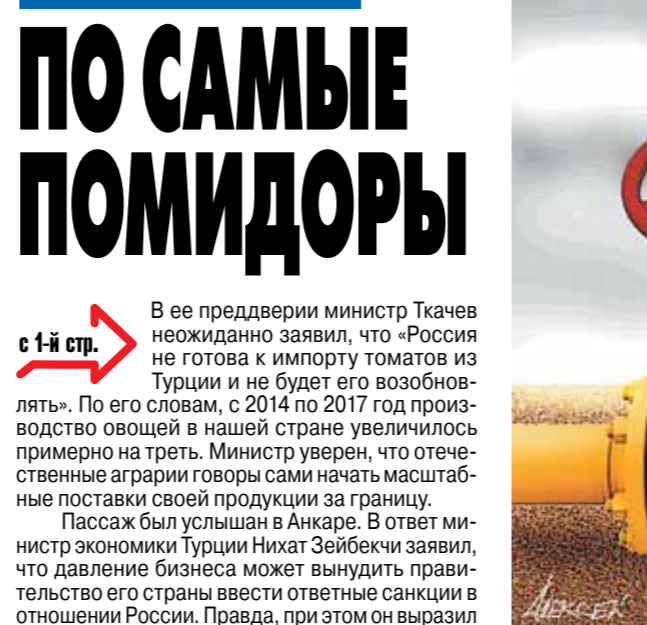 ПО САМЫЕ
ПОМИДОРЫ
с 1-й стр.
В ее преддверии министр Ткачев
неожиданно заявил, что «Россия
не готова к импорту томатов из
Турции и не будет его возобнов-
лять». По его словам, с 2014 по 2017 год произ-
водство овощей в нашей стране увеличилось
примерно на треть. Министр уверен, что отече-
ственные аграрии говоры сами начать масштаб-
ные поставки своей продукции за границу.
Пассаж был услышан в Анкаре. В ответ ми-
нистр экономики Турции Нихат Зейбекчи заявил,
что давление бизнеса может вынудить прави-
тельство его страны ввести ответные санкции в
отношении России. Правда, при этом он выразил